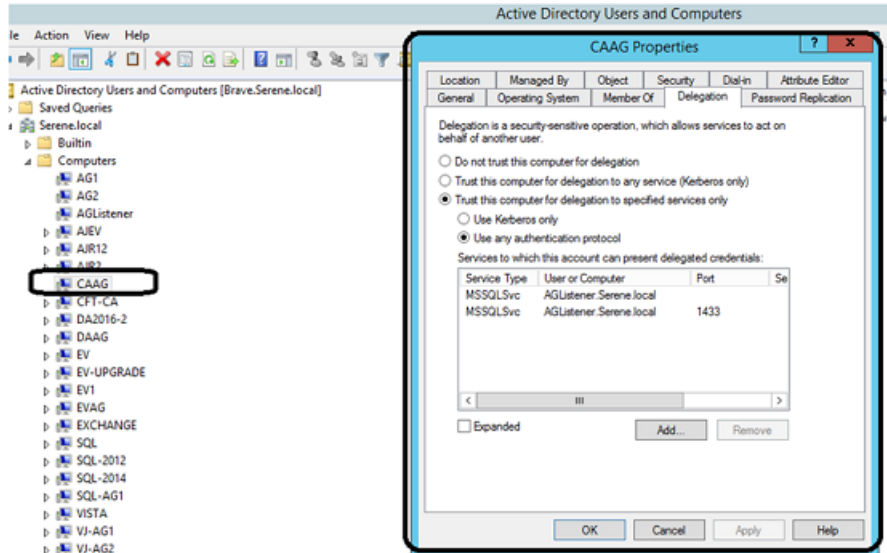 Active Directory Users and Computers
le Action View Help
Active Directory Users and Computers [Brave.Serene.local]
Saved Queries
Serene.local
Builtin
Computers
AG1
AG2
AGListener
AJEV
AJR12
AJR2
CAAG
CFT-CA
DA2016-2
DAAG
EV
EV-UPGRADE
EV1
EVAG
EXCHANGE
SQL
SQL-2012
SQL-2014
SQL-AG1
VISTA
VJ-AG1
VJ-AG2
CAAG Properties
? x
Location Managed By Object Security Dial-in Attribute Editor
General Operating System Member Of Delegation Password Replication
Delegation is a security-sensitive operation, which allows services to act on
behalf of another user.
Do not trust this computer for delegation
Trust this computer for delegation to any service (Kerberos only)
Trust this computer for delegation to specified services only
Use Kerberos only
Use any authentication protocol
Services to which this account can present delegated credentials:
Service Type User or Computer Port Se
MSSQLSvc AGListener.Serene.local
MSSQLSvc AGListener.Serene.local 1433
Expanded Add... Remove
OK Cancel Apply Help